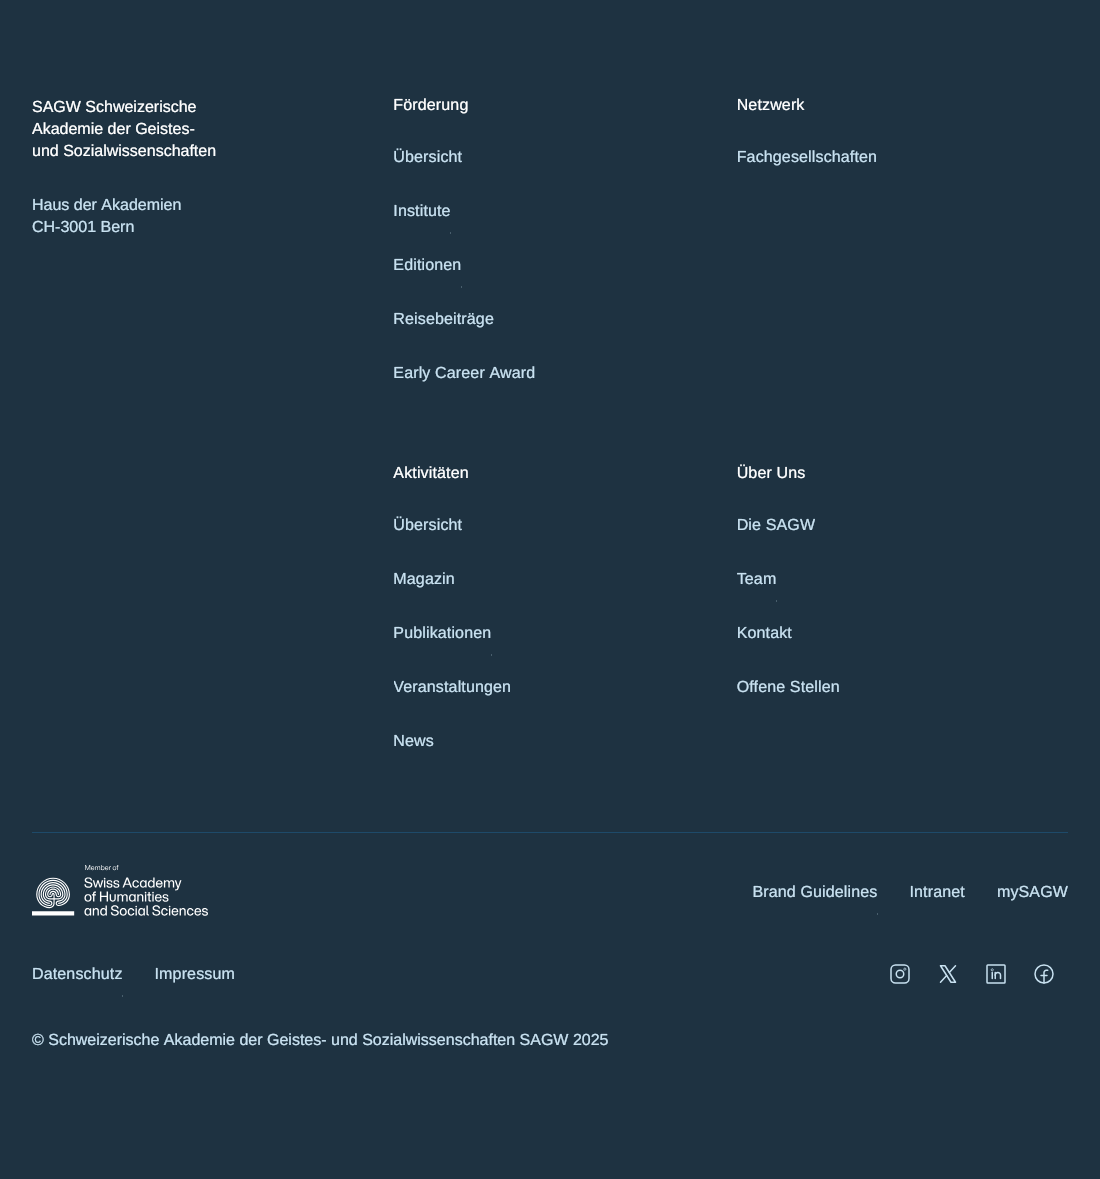 SAGW Schweizerische
Akademie der Geistes-
und Sozialwissenschaften
Haus der Akademien
CH-3001 Bern
Förderung
Übersicht
Institute
Editionen
Reisebeiträge
Early Career Award
Netzwerk
Fachgesellschaften
Aktivitäten
Übersicht
Magazin
Publikationen
Veranstaltungen
News
Über Uns
Die SAGW
Team
Kontakt
Offene Stellen
Member of
Swiss Academy
of Humanities
and Social Sciences
Brand Guidelines
Intranet
mySAGW
Datenschutz
Impressum
© Schweizerische Akademie der Geistes- und Sozialwissenschaften SAGW 2025